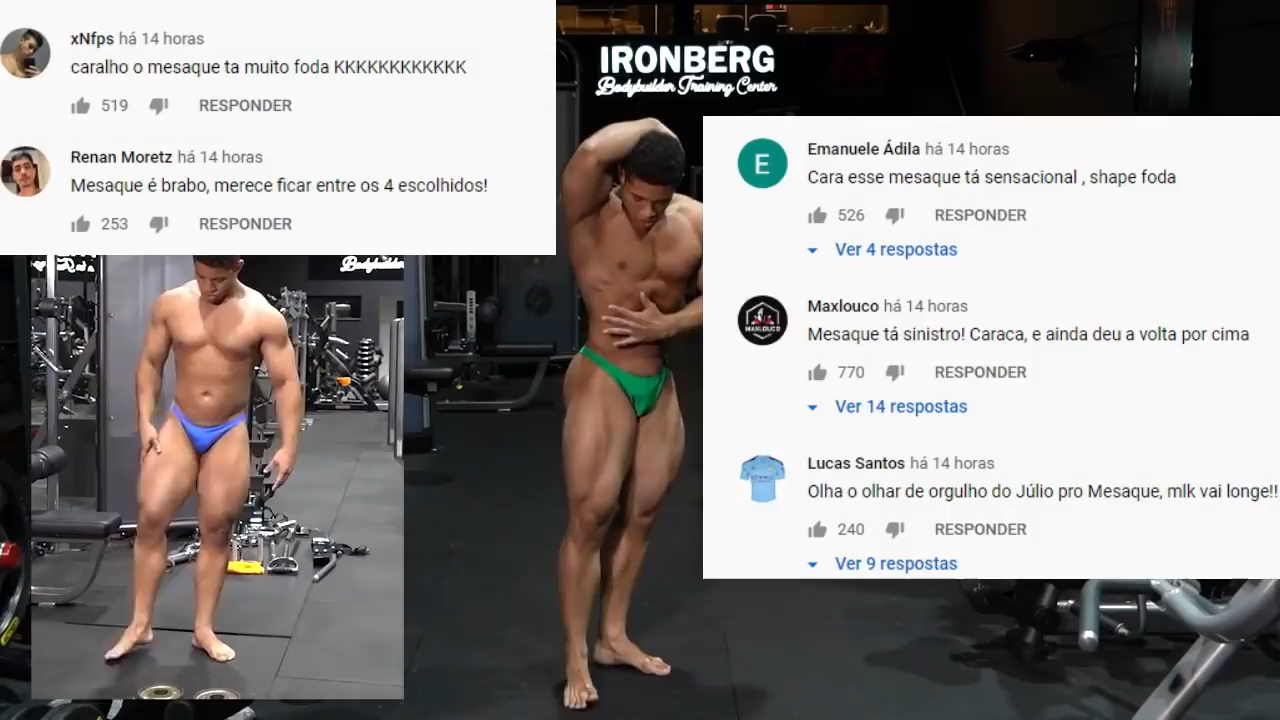 xNfps há 14 horas
caralho o mesaque ta muito foda KKKKKKKKKKKK
519 RESPONDER
Renan Moretz há 14 horas
Mesaque é brabo, merece ficar entre os 4 escolhidos!
253 RESPONDER
IRONBERG
Bodybuilder Training Center
Emanuele Ádila há 14 horas
Cara esse mesaque tá sensacional , shape foda
526 RESPONDER
Ver 4 respostas
Maxlouco há 14 horas
MAXLOUCO
Mesaque tá sinistro! Caraca, e ainda deu a volta por cima
770 RESPONDER
Ver 14 respostas
Lucas Santos há 14 horas
Olha o olhar de orgulho do Júlio pro Mesaque, mlk vai longe!!
240 RESPONDER
Ver 9 respostas
E
Bodybuilder